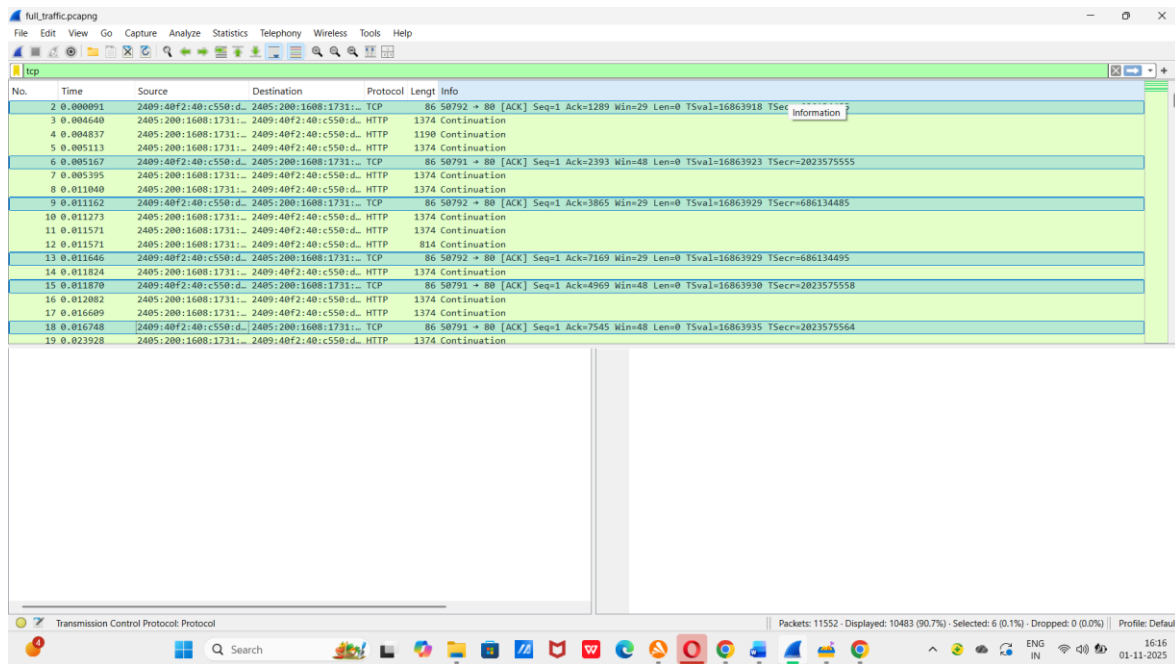 full_traffic.pcapng
File Edit View Go Capture Analyze Statistics Telephony Wireless Tools Help
tcp
No. Time Source Destination Protocol Lengt Info
2 0.000091 2409:40f2:40:c550:d… 2405:200:1608:1731:… TCP 86 50792 → 80 [ACK] Seq=1 Ack=1289 Win=29 Len=0 TSval=16863918
Information
3 0.004640 2405:200:1608:1731:… 2409:40f2:40:c550:d… HTTP 1374 Continuation
4 0.004837 2405:200:1608:1731:… 2409:40f2:40:c550:d… HTTP 1190 Continuation
5 0.005113 2405:200:1608:1731:… 2409:40f2:40:c550:d… HTTP 1374 Continuation
6 0.005167 2409:40f2:40:c550:d… 2405:200:1608:1731:… TCP 86 50791 → 80 [ACK] Seq=1 Ack=2393 Win=48 Len=0 TSval=16863923 TSecr=2023575555
7 0.005395 2405:200:1608:1731:… 2409:40f2:40:c550:d… HTTP 1374 Continuation
8 0.011040 2405:200:1608:1731:… 2409:40f2:40:c550:d… HTTP 1374 Continuation
9 0.011162 2409:40f2:40:c550:d… 2405:200:1608:1731:… TCP 86 50792 → 80 [ACK] Seq=1 Ack=3865 Win=29 Len=0 TSval=16863929 TSecr=686134485
10 0.011273 2405:200:1608:1731:… 2409:40f2:40:c550:d… HTTP 1374 Continuation
11 0.011571 2405:200:1608:1731:… 2409:40f2:40:c550:d… HTTP 1374 Continuation
12 0.011571 2405:200:1608:1731:… 2409:40f2:40:c550:d… HTTP 814 Continuation
13 0.011646 2409:40f2:40:c550:d… 2405:200:1608:1731:… TCP 86 50792 → 80 [ACK] Seq=1 Ack=7169 Win=29 Len=0 TSval=16863929 TSecr=686134495
14 0.011824 2405:200:1608:1731:… 2409:40f2:40:c550:d… HTTP 1374 Continuation
15 0.011870 2409:40f2:40:c550:d… 2405:200:1608:1731:… TCP 86 50791 → 80 [ACK] Seq=1 Ack=4969 Win=48 Len=0 TSval=16863930 TSecr=2023575558
16 0.012082 2405:200:1608:1731:… 2409:40f2:40:c550:d… HTTP 1374 Continuation
17 0.016609 2405:200:1608:1731:… 2409:40f2:40:c550:d… HTTP 1374 Continuation
18 0.016748 2409:40f2:40:c550:d… 2405:200:1608:1731:… TCP 86 50791 → 80 [ACK] Seq=1 Ack=7545 Win=48 Len=0 TSval=16863935 TSecr=2023575564
19 0.023928 2405:200:1608:1731:… 2409:40f2:40:c550:d… HTTP 1374 Continuation
Transmission Control Protocol: Protocol Packets: 11552 · Displayed: 10483 (90.7%) · Selected: 6 (0.1%) · Dropped: 0 (0.0%) Profile: Defaul
4 Search ENG 16:16
IN 01-11-2025